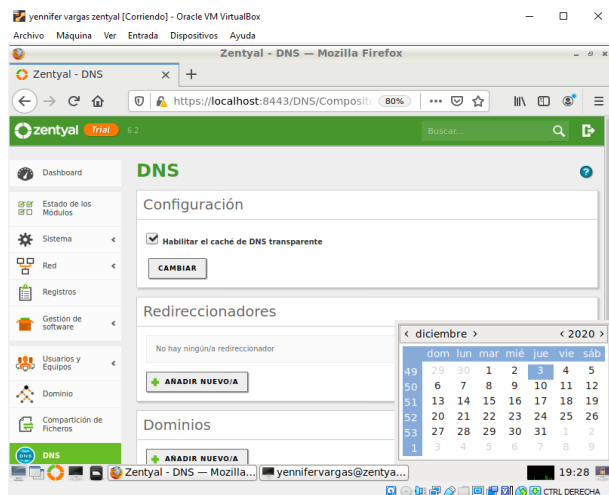 yennifer vargas zentyal [Corriendo] - Oracle VM VirtualBox
Archivo Máquina Ver Entrada Dispositivos Ayuda
Zentyal - DNS — Mozilla Firefox
Zentyal - DNS
https://localhost:8443/DNS/Composit 80%
zentyal Trial 6.2 Buscar...
Dashboard
Estado de los
Módulos
Sistema
Red
Registros
Gestión de
software
Usuarios y
Equipos
Dominio
Compartición de
Ficheros
DNS DNS
DNS
Configuración
Habilitar el caché de DNS transparente
CAMBIAR
Redireccionadores
No hay ningún/a redireccionador
AÑADIR NUEVO/A
Dominios
AÑADIR NUEVO/A
‹ diciembre › ‹ 2020 ›
dom lun mar mié jue vie sáb
49 29 30 1 2 3 4 5
50 6 7 8 9 10 11 12
51 13 14 15 16 17 18 19
52 20 21 22 23 24 25 26
53 27 28 29 30 31 1 2
1 3 4 5 6 7 8 9
Zentyal - DNS — Mozilla... yennifervargas@zentya... 19:28
CTRL DERECHA